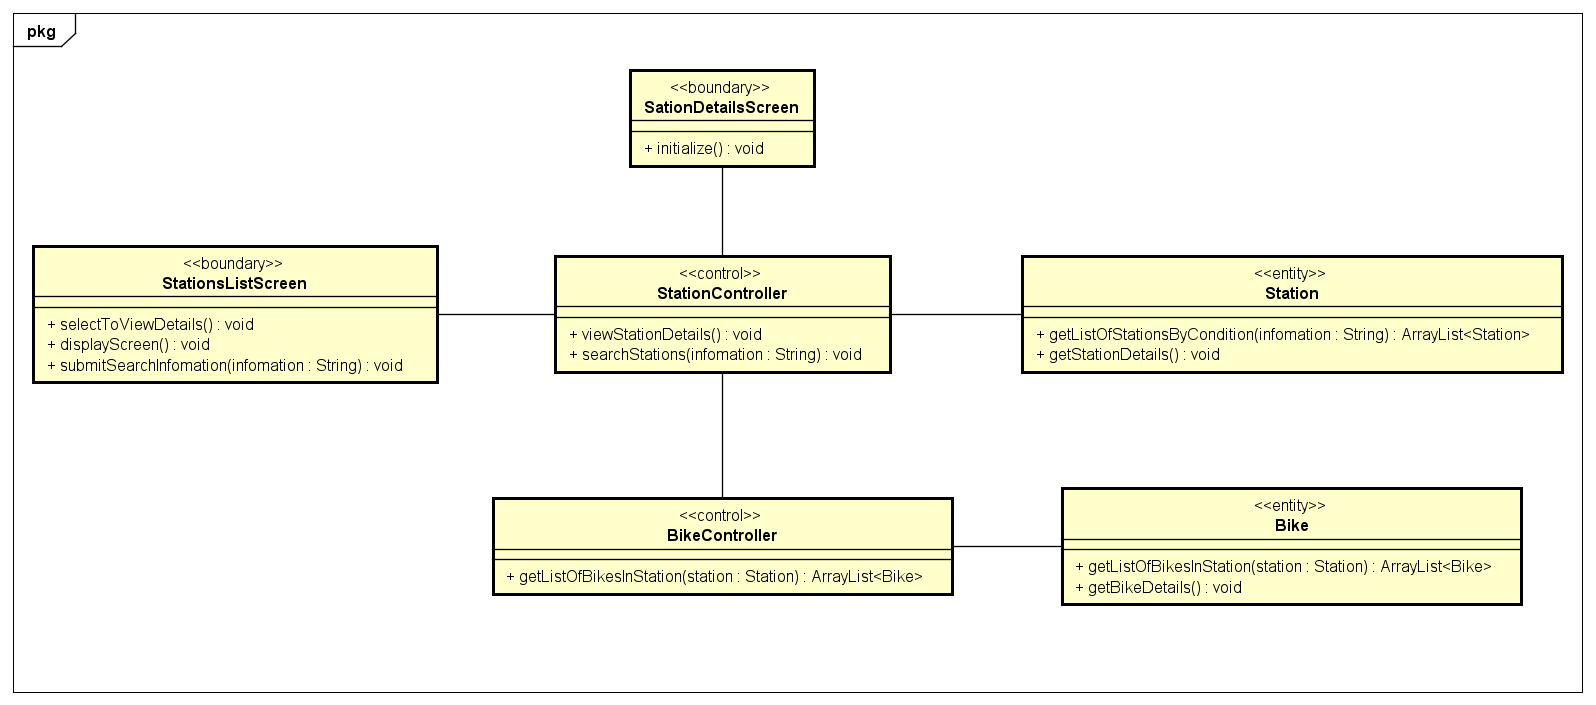 pkg
<<boundary>>
SationDetailsScreen
+ initialize() : void
<<boundary>>
StationsListScreen
+ selectToViewDetails() : void
+ displayScreen() : void
+ submitSearchInfomation(infomation : String) : void
<<control>>
StationController
+ viewStationDetails() : void
+ searchStations(infomation : String) : void
<<entity>>
Station
+ getListOfStationsByCondition(infomation : String) : ArrayList<Station>
+ getStationDetails() : void
<<control>>
BikeController
+ getListOfBikesInStation(station : Station) : ArrayList<Bike>
<<entity>>
Bike
+ getListOfBikesInStation(station : Station) : ArrayList<Bike>
+ getBikeDetails() : void